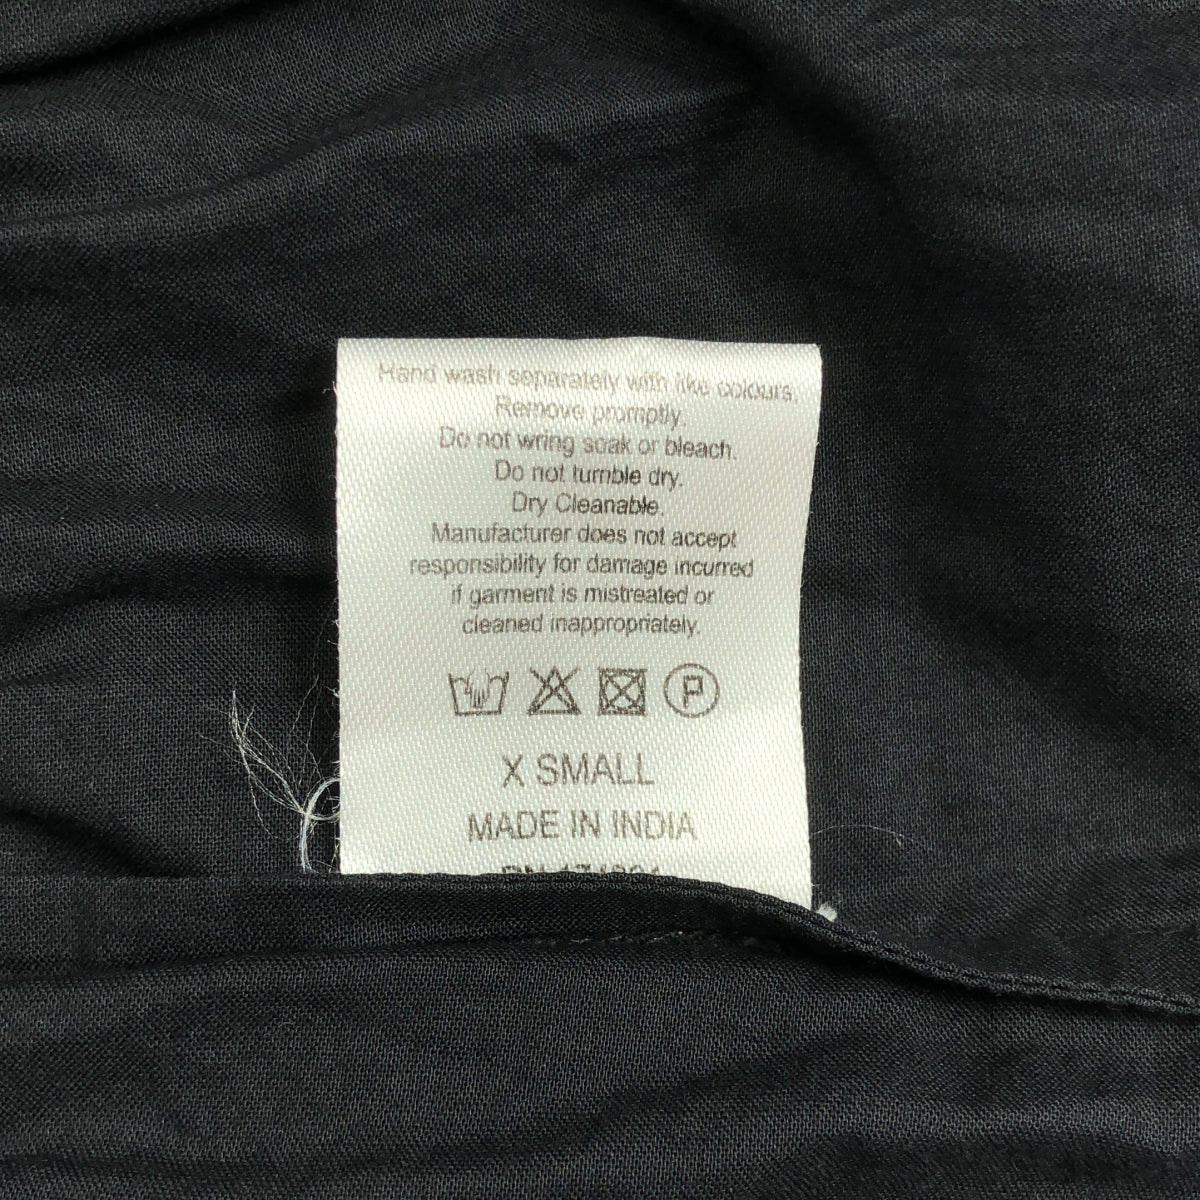 Hand wash separately with like colours.
Remove promptly.
Do not wring soak or bleach.
Do not tumble dry.
Dry Cleanable.
Manufacturer does not accept
responsibility for damage incurred
if garment is mistreated or
cleaned inappropriately.
P
X SMALL
MADE IN INDIA